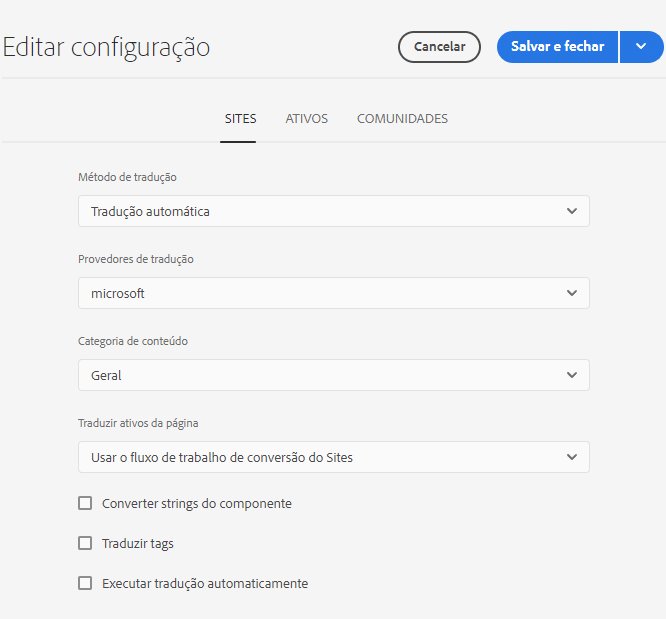 Editar configuração
Cancelar
Salvar e fechar
SITES
ATIVOS
COMUNIDADES
Método de tradução
Tradução automática
Provedores de tradução
microsoft
Categoria de conteúdo
Geral
Traduzir ativos da página
Usar o fluxo de trabalho de conversão do Sites
Converter strings do componente
Traduzir tags
Executar tradução automaticamente